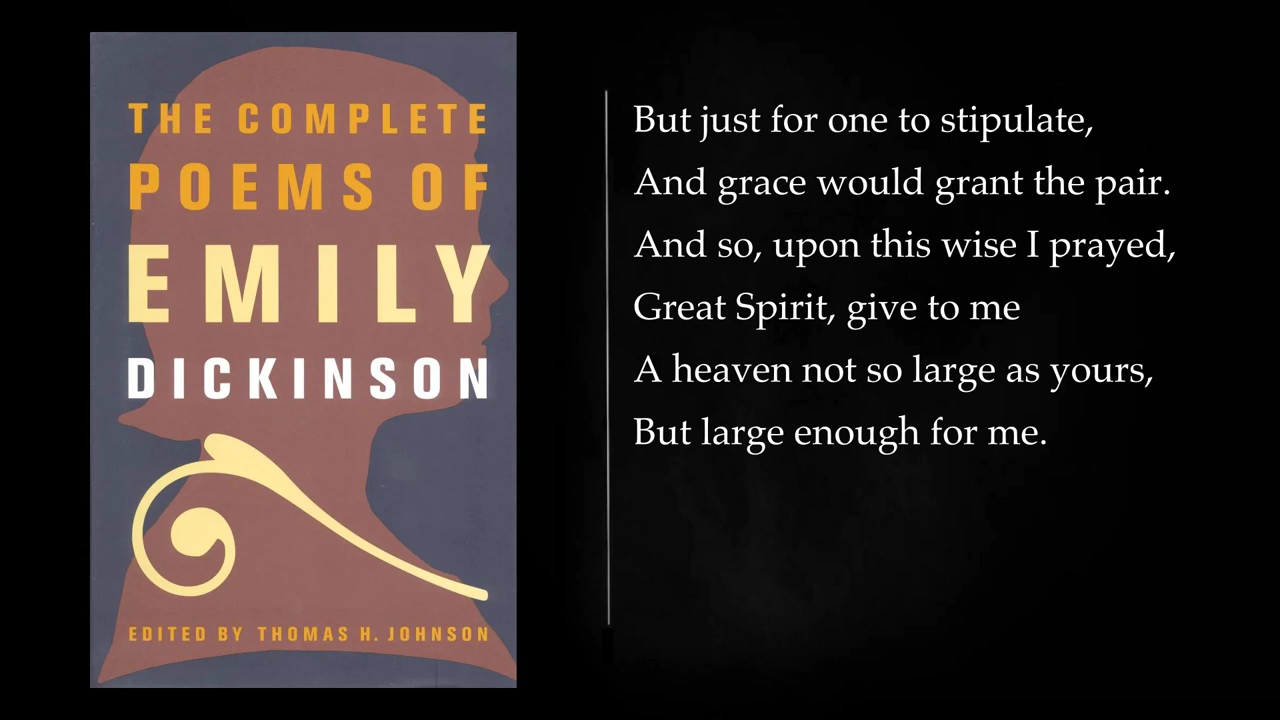 THE COMPLETE
POEMS OF
EMILY
DICKINSON
EDITED BY THOMAS H. JOHNSON
But just for one to stipulate,
And grace would grant the pair.
And so, upon this wise I prayed,
Great Spirit, give to me
A heaven not so large as yours,
But large enough for me.